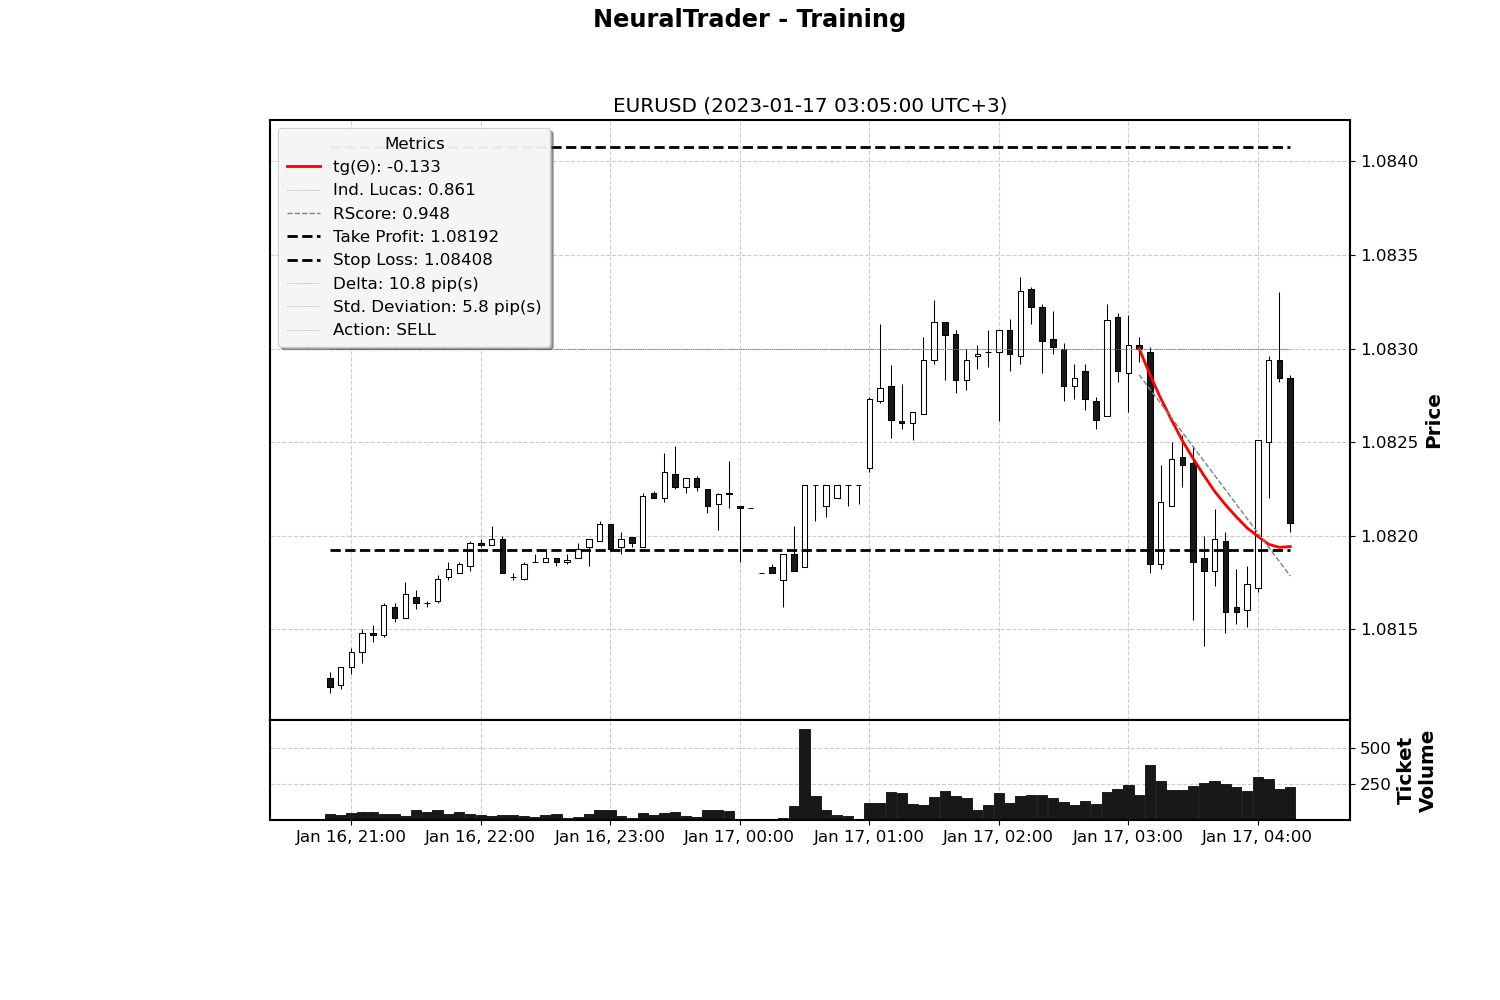 NeuralTrader - Training
EURUSD (2023-01-17 03:05:00 UTC+3)
Metrics
tg(Θ): -0.133
Ind. Lucas: 0.861
RScore: 0.948
Take Profit: 1.08192
Stop Loss: 1.08408
Delta: 10.8 pip(s)
Std. Deviation: 5.8 pip(s)
Action: SELL
1.0840
1.0835
1.0830
1.0825
1.0820
1.0815
Price
500
250
Ticket
Volume
Jan 16, 21:00 Jan 16, 22:00 Jan 16, 23:00 Jan 17, 00:00 Jan 17, 01:00 Jan 17, 02:00 Jan 17, 03:00 Jan 17, 04:00